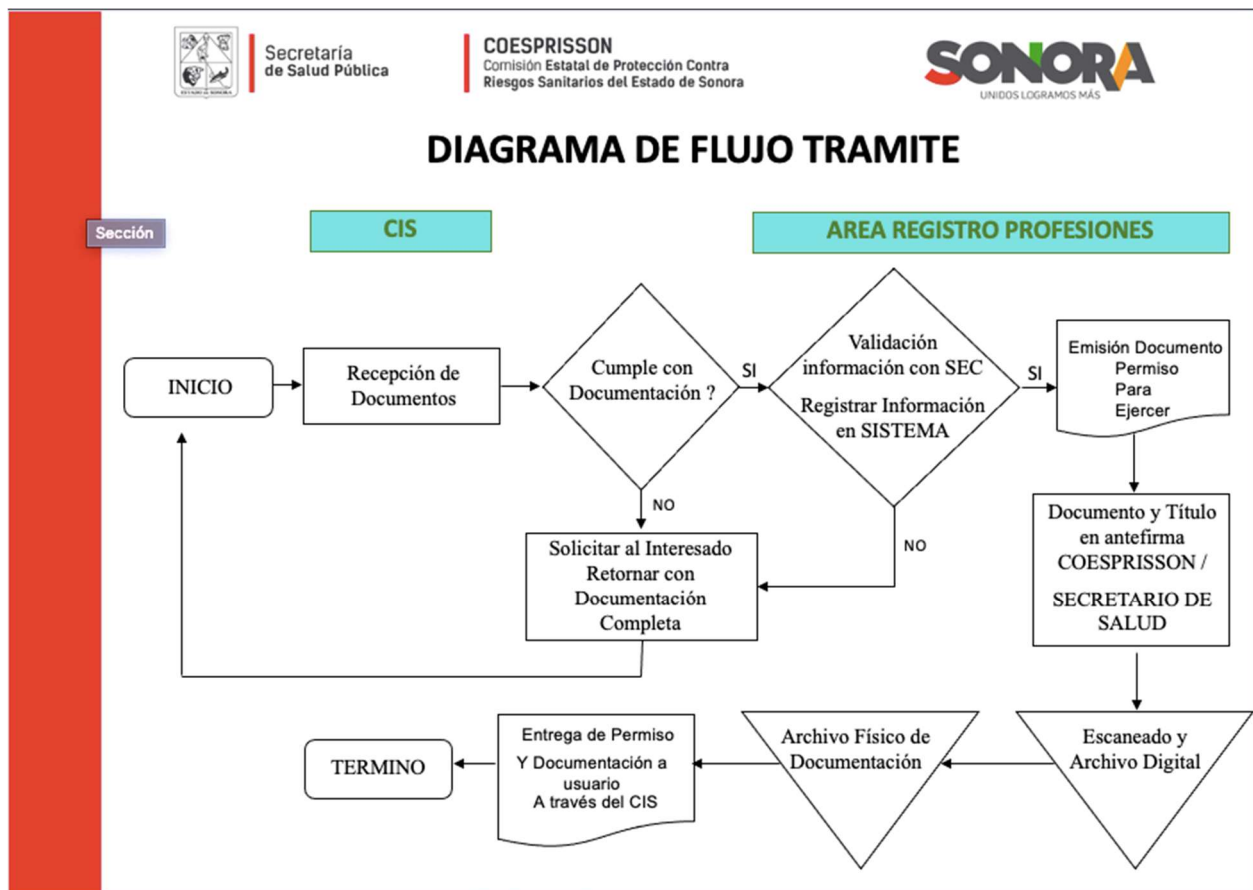 Secretaría
de Salud Pública
ESTADO DE SONORA
COESPRISSON
Comisión Estatal de Protección Contra
Riesgos Sanitarios del Estado de Sonora
SONORA
UNIDOS LOGRAMOS MÁS
DIAGRAMA DE FLUJO TRAMITE
Sección
CIS
AREA REGISTRO PROFESIONES
INICIO
Recepción de
Documentos
Cumple con
Documentación ?
SI
Validación
información con SEC
Registrar Información
en SISTEMA
SI
Emisión Documento
Permiso
Para
Ejercer
NO
NO
Solicitar al Interesado
Retornar con
Documentación
Completa
Documento y Título
en antefirma
COESPRISSON /
SECRETARIO DE
SALUD
Escaneado y
Archivo Digital
Archivo Físico de
Documentación
Entrega de Permiso
Y Documentación a
usuario
A través del CIS
TERMINO